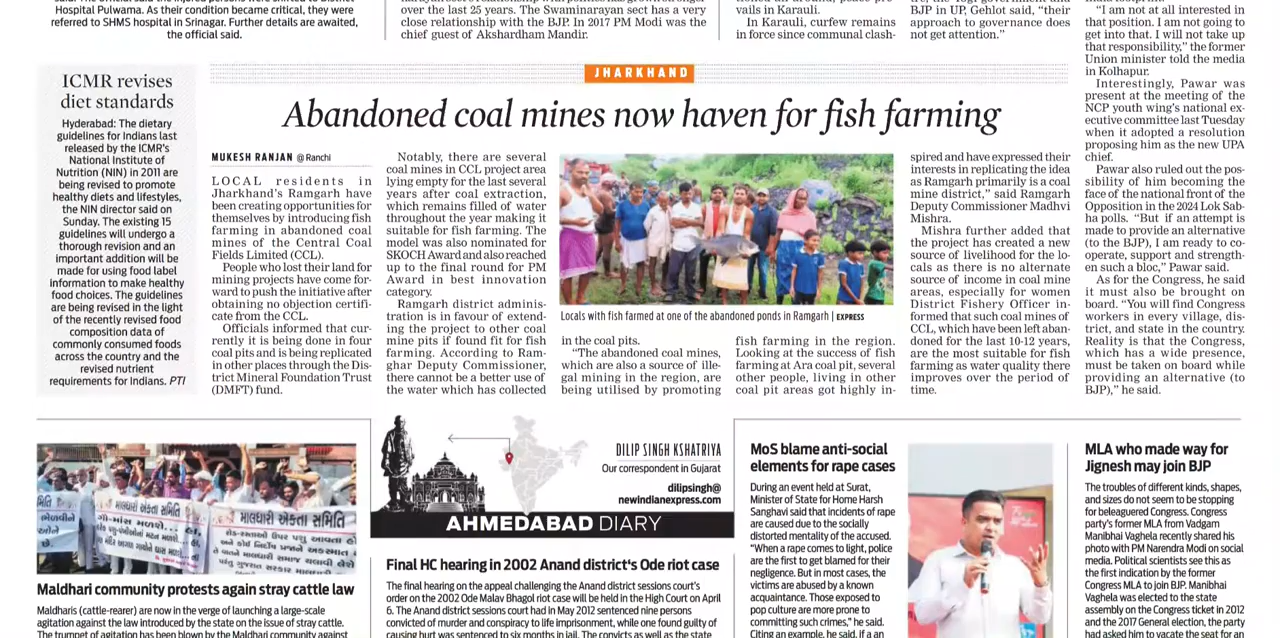 Hospital Pulwama. As their condition became critical, they were
referred to SHMS hospital in Srinagar. Further details are awaited,
the official said.
over the last 25 years. The Swaminarayan sect has a very
close relationship with the BJP. In 2017 PM Modi was the
chief guest of Akshardham Mandir.
vails in Karauli.
In Karauli, curfew remains
in force since communal clash-
BJP in UP, Gehlot said, “their
approach to governance does
not get attention.”
“I am not at all interested in
that position. I am not going to
get into that. I will not take up
that responsibility,” the former
Union minister told the media
in Kolhapur.
Interestingly, Pawar was
present at the meeting of the
NCP youth wing's national ex-
ecutive committee last Tuesday
when it adopted a resolution
proposing him as the new UPA
chief.
Pawar also ruled out the pos-
sibility of him becoming the
face of the national front of the
Opposition in the 2024 Lok Sab-
ha polls. “But if an attempt is
made to provide an alternative
(to the BJP), I am ready to co-
operate, support and strength-
en such a bloc,” Pawar said.
As for the Congress, he said
it must also be brought on
board. “You will find Congress
workers in every village, dis-
trict, and state in the country.
Reality is that the Congress,
which has a wide presence,
must be taken on board while
providing an alternative (to
BJP),” he said.
ICMR revises
diet standards
Hyderabad: The dietary
guidelines for Indians last
released by the ICMR's
National Institute of
Nutrition (NIN) in 2011 are
being revised to promote
healthy diets and lifestyles,
the NIN director said on
Sunday. The existing 15
guidelines will undergo a
thorough revision and an
important addition will be
made for using food label
information to make healthy
food choices. The guidelines
are being revised in the light
of the recently revised food
composition data of
commonly consumed foods
across the country and the
revised nutrient
requirements for Indians. PTI
JHARKHAND
Abandoned coal mines now haven for fish farming
MUKESH RANJAN @ Ranchi
LOCAL residents in
Jharkhand's Ramgarh have
been creating opportunities for
themselves by introducing fish
farming in abandoned coal
mines of the Central Coal
Fields Limited (CCL).
People who lost their land for
mining projects have come for-
ward to push the initiative after
obtaining no objection certifi-
cate from the CCL.
Officials informed that cur-
rently it is being done in four
coal pits and is being replicated
in other places through the Dis-
trict Mineral Foundation Trust
(DMFT) fund.
Notably, there are several
coal mines in CCL project area
lying empty for the last several
years after coal extraction,
which remains filled of water
throughout the year making it
suitable for fish farming. The
model was also nominated for
SKOCH Award and also reached
up to the final round for PM
Award in best innovation
category.
Ramgarh district adminis-
tration is in favour of extend-
ing the project to other coal
mine pits if found fit for fish
farming. According to Ram-
ghar Deputy Commissioner,
there cannot be a better use of
the water which has collected
Locals with fish farmed at one of the abandoned ponds in Ramgarh | EXPRESS
in the coal pits.
“The abandoned coal mines,
which are also a source of ille-
gal mining in the region, are
being utilised by promoting
fish farming in the region.
Looking at the success of fish
farming at Ara coal pit, several
other people, living in other
coal pit areas got highly in-
spired and have expressed their
interests in replicating the idea
as Ramgarh primarily is a coal
mine district,” said Ramgarh
Deputy Commissioner Madhvi
Mishra.
Mishra further added that
the project has created a new
source of livelihood for the lo-
cals as there is no alternate
source of income in coal mine
areas, especially for women
District Fishery Officer in-
formed that such coal mines of
CCL, which have been left aban-
doned for the last 10-12 years,
are the most suitable for fish
farming as water quality there
improves over the period of
time.
માલધારી એકતા સમિતિ
માલધારી એકતા સમિતિ
Maldhari community protests again stray cattle law
Maldharis (cattle-rearer) are now in the verge of launching a large-scale
agitation against the law introduced by the state on the issue of stray cattle.
The trumpet of agitation has been blown by the Maldhari community against
DILIP SINGH KSHATRIYA
Our correspondent in Gujarat
dilipsingh@
newindianexpress.com
AHMEDABAD DIARY
Final HC hearing in 2002 Anand district's Ode riot case
The final hearing on the appeal challenging the Anand district sessions court's
order on the 2002 Ode Malav Bhagol riot case will be held in the High Court on April
6. The Anand district sessions court had in May 2012 sentenced nine persons
convicted of murder and conspiracy to life imprisonment, while one found guilty of
causing hurt was sentenced to six months in jail. The convicts as well as the state
MoS blame anti-social
elements for rape cases
During an event held at Surat,
Minister of State for Home Harsh
Sanghavi said that incidents of rape
are caused due to the socially
distorted mentality of the accused.
“When a rape comes to light, police
are the first to get blamed for their
negligence. But in most cases, the
victims are abused by a known
acquaintance. Those exposed to
pop culture are more prone to
committing such crimes,” he said.
Citing an example, he said, if a an
MLA who made way for
Jignesh may join BJP
The troubles of different kinds, shapes,
and sizes do not seem to be stopping
for beleaguered Congress. Congress
party's former MLA from Vadgam
Manibhai Vaghela recently shared his
photo with PM Narendra Modi on social
media. Political scientists see this as
the first indication by the former
Congress MLA to join BJP. Manibhai
Vaghela was elected to the state
assembly on the Congress ticket in 2012
and the 2017 General election, the party
had asked him to vacate the seat for an